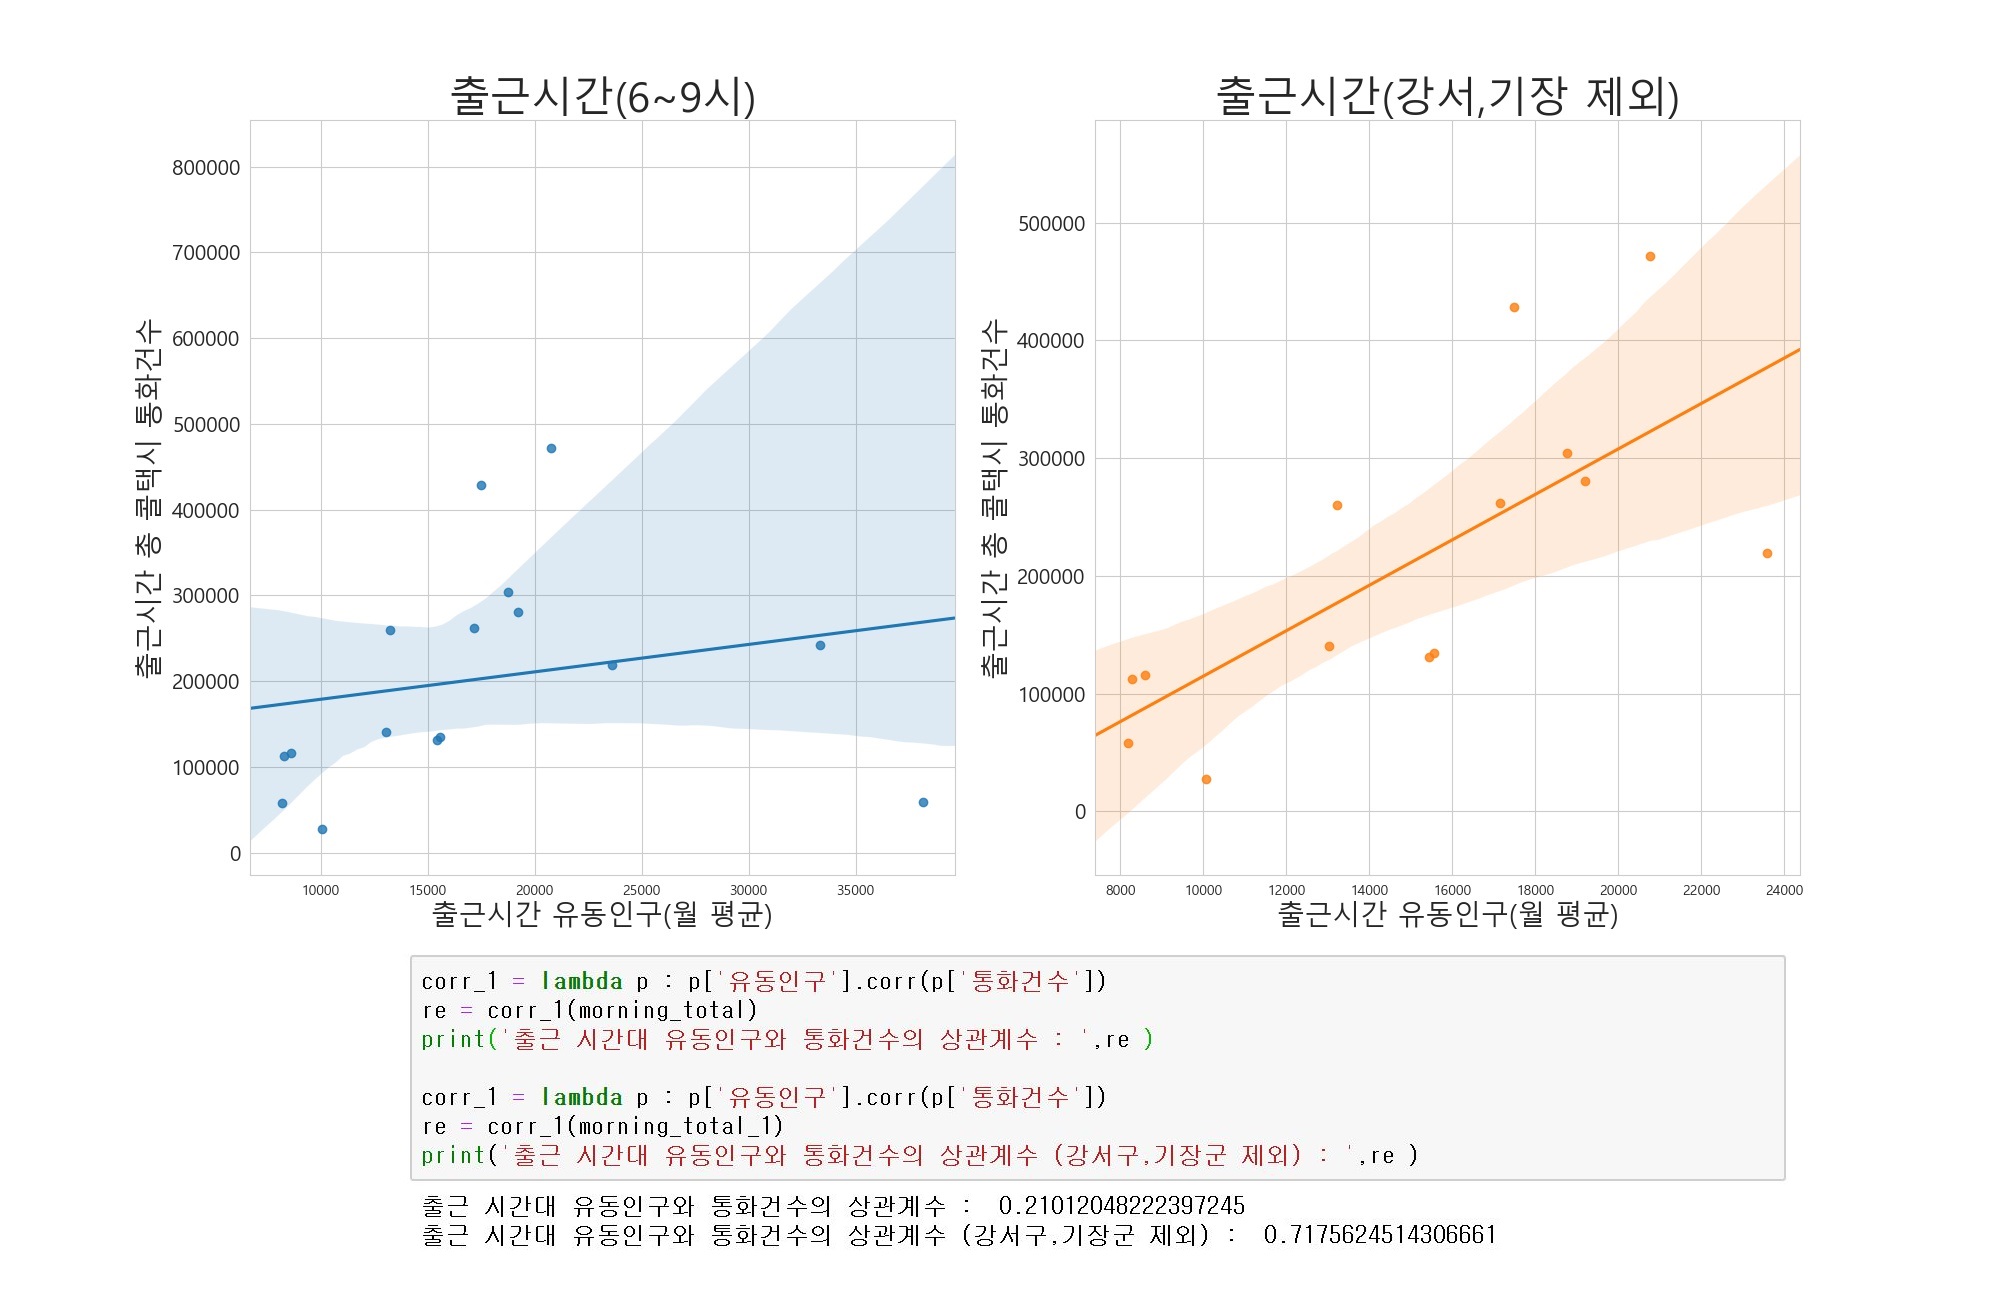 출근시간(6~9시)
800000
700000
600000
500000
400000
300000
200000
100000
0
출근시간 총 콜택시 통화건수
10000 15000 20000 25000 30000 35000
출근시간 유동인구(월 평균)
출근시간(강서,기장 제외)
500000
400000
300000
200000
100000
0
출근시간 총 콜택시 통화건수
8000 10000 12000 14000 16000 18000 20000 22000 24000
출근시간 유동인구(월 평균)
corr_1 = lambda p : p['유동인구'].corr(p['통화건수'])
re = corr_1(morning_total)
print('출근 시간대 유동인구와 통화건수의 상관계수 : ',re )
corr_1 = lambda p : p['유동인구'].corr(p['통화건수'])
re = corr_1(morning_total_1)
print('출근 시간대 유동인구와 통화건수의 상관계수 (강서구,기장군 제외) : ',re )
출근 시간대 유동인구와 통화건수의 상관계수 :  0.21012048222397245
출근 시간대 유동인구와 통화건수의 상관계수 (강서구,기장군 제외) :  0.7175624514306661